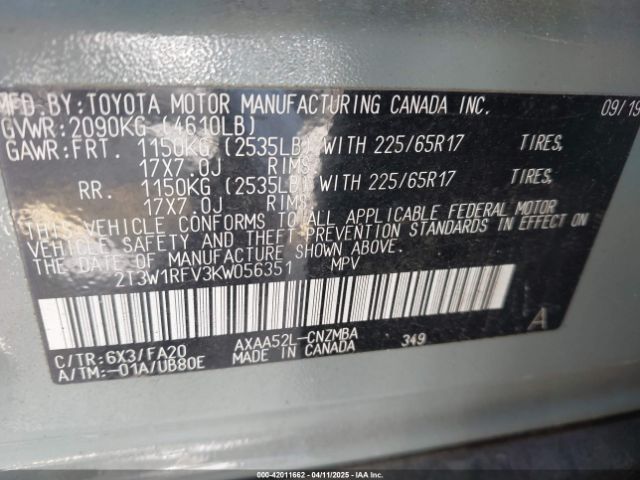 MFD.BY:TOYOTA MOTOR MANUFACTURING CANADA INC. 09/19
GVWR:2090KG (4610LB)
GAWR:FRT. 1150KG (2535LB) WITH 225/65R17 TIRES,
17X7.0J RIMS
RR. 1150KG (2535LB) WITH 225/65R17 TIRES,
17X7.0J RIMS
THIS VEHICLE CONFORMS TO ALL APPLICABLE FEDERAL MOTOR
VEHICLE SAFETY AND THEFT PREVENTION STANDARDS IN EFFECT ON
THE DATE OF MANUFACTURE SHOWN ABOVE.
2T3W1RFV3KW056351 MPV
A
C/TR:6X3/FA20 AXAA52L-CNZMBA 349
A/TM:-01A/UB80E MADE IN CANADA
000-42011662 04/11/2025 IAAI, Inc.